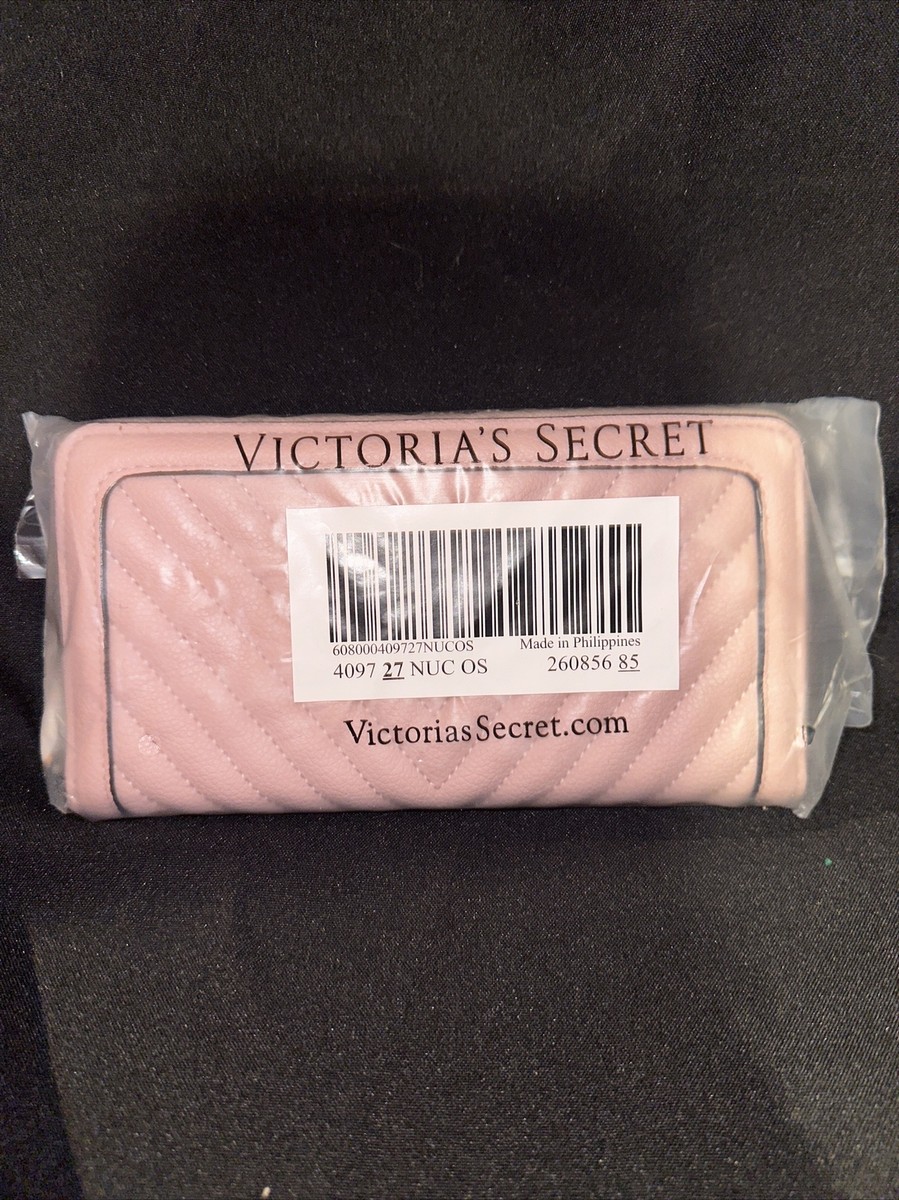 VICTORIA'S SECRET
608000409727NUCOS Made in Philippines
4097 27 NUC OS 260856 85
VictoriasSecret.com